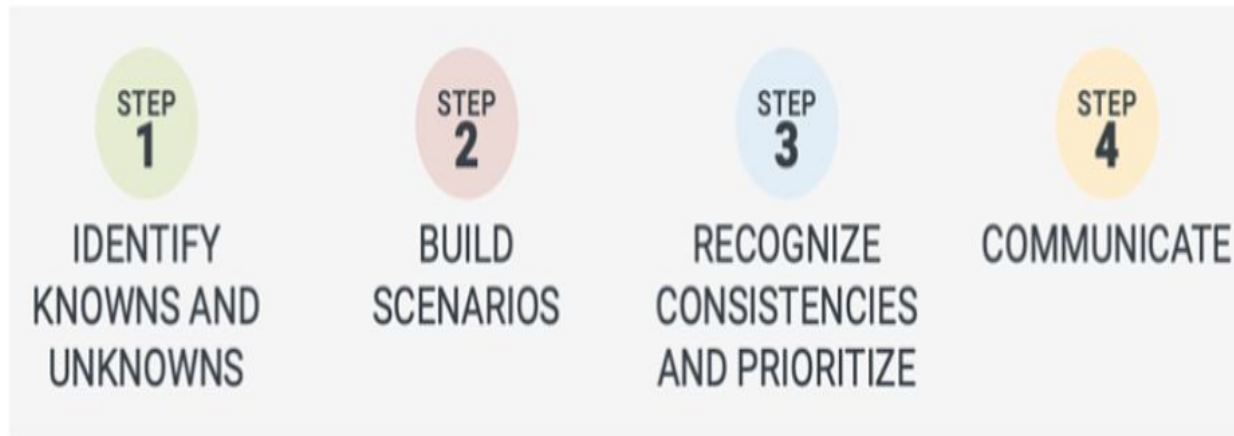 STEP
1
IDENTIFY
KNOWNS AND
UNKNOWNS
STEP
2
BUILD
SCENARIOS
STEP
3
RECOGNIZE
CONSISTENCIES
AND PRIORITIZE
STEP
4
COMMUNICATE